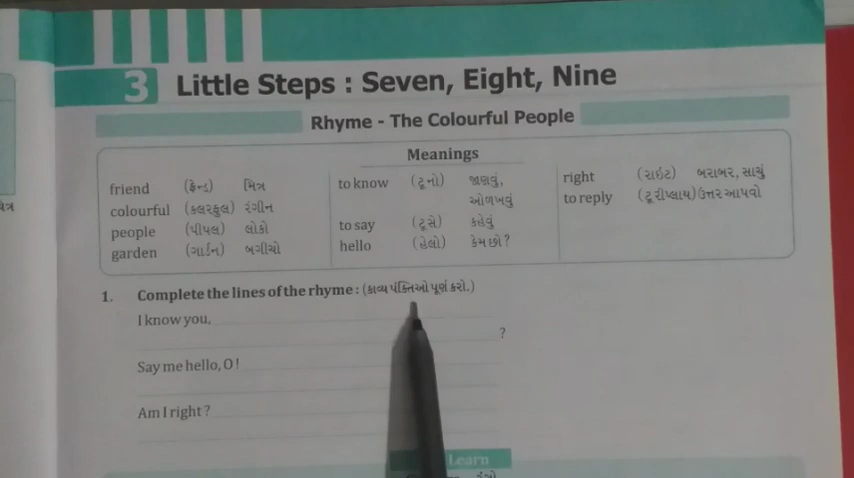 3 Little Steps : Seven, Eight, Nine
Rhyme - The Colourful People
Meanings
friend (ફ્રેન્ડ) મિત્ર
colourful (કલરફુલ) રંગીન
people (પીપલ) લોકો
garden (ગાર્ડન) બગીચો
to know (ટૂ નો) જાણવું,
ઓળખવું
to say (ટૂ સે) કહેવું
hello (હેલો) કેમ છો?
right (રાઇટ) બરાબર, સાચું
to reply (ટૂ રીપ્લાય) ઉત્તર આપવો
1. Complete the lines of the rhyme : (કાવ્ય પંક્તિઓ પૂર્ણ કરો.)
I know you,
?
Say me hello, O !
Am I right ?
Learn